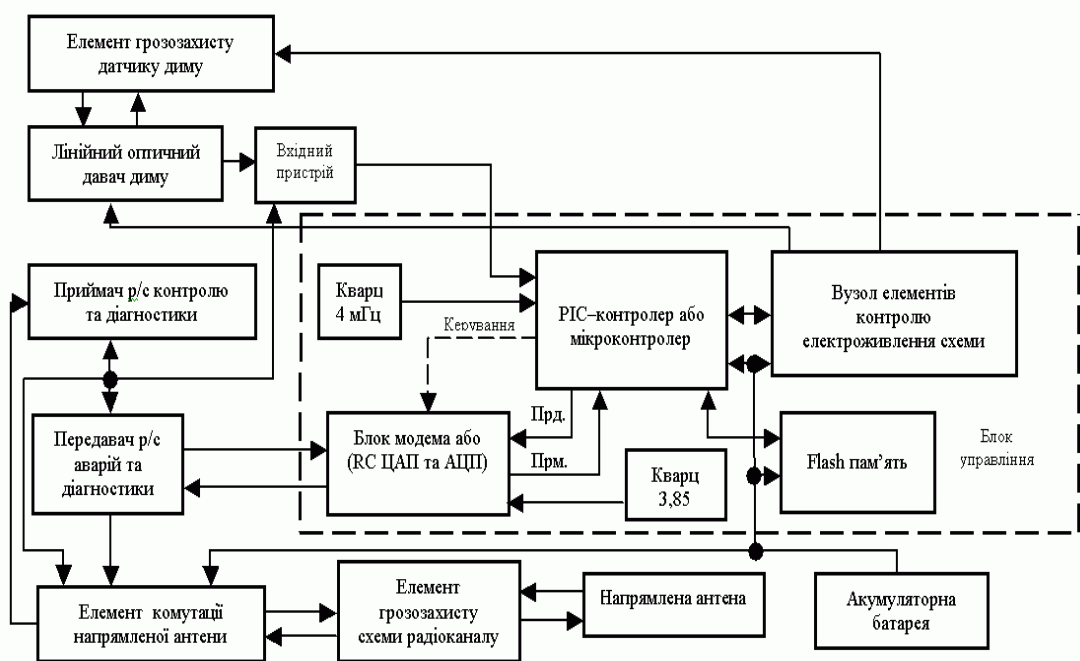 Елемент грозозахисту
датчику диму
Лінійний оптичний
давач диму
Вхідний
пристрій
Приймач р/с контролю
та діагностики
Кварц
4 мГц
Керування
PIC–контролер або
мікроконтролер
Вузол елементів
контролю
електроживлення схеми
Передавач р/с
аварій та
діагностики
Блок модема або
(RC ЦАП та АЦП)
Прд.
Прм.
Кварц
3,85
Flash пам’ять
Блок
управління
Елемент комутації
напрямленої антени
Елемент
грозозахисту
схеми радіоканалу
Напрямлена антена
Акумуляторна
батарея